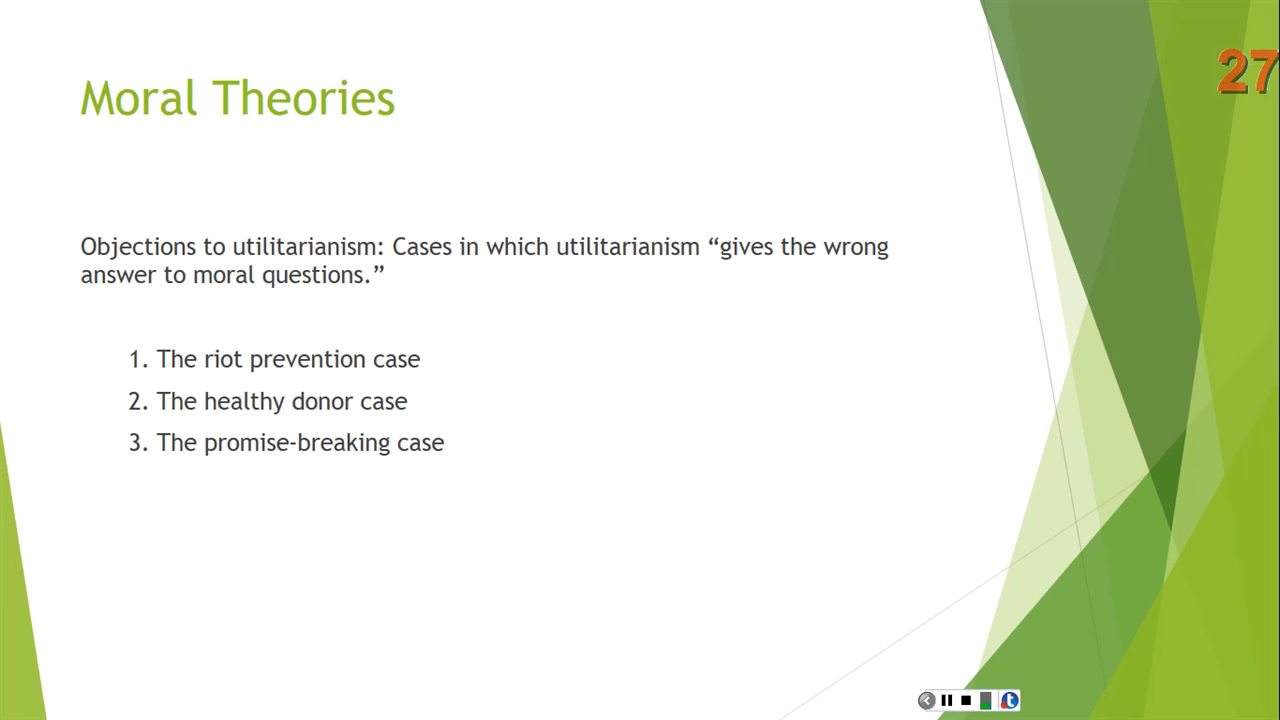 27
Moral Theories
Objections to utilitarianism: Cases in which utilitarianism “gives the wrong
answer to moral questions.”
1. The riot prevention case
2. The healthy donor case
3. The promise-breaking case
t